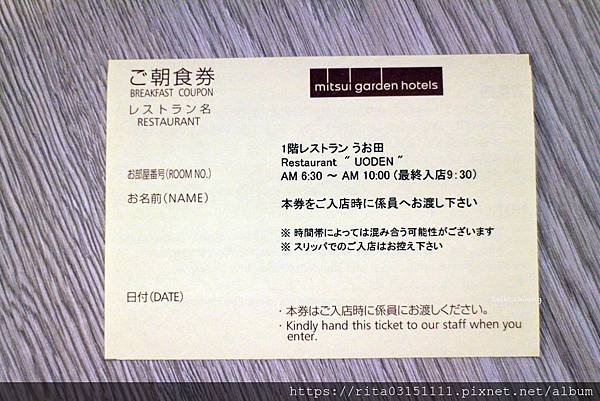 ご朝食券
BREAKFAST COUPON
mitsui garden hotels
レストラン名
RESTAURANT
1階レストラン うお田
Restaurant " UODEN "
お部屋番号(ROOM NO.)
AM 6:30 ～ AM 10:00 (最終入店9:30)
お名前(NAME)
本券をご入店時に係員へお渡し下さい
※ 時間帯によっては混み合う可能性がございます
※ スリッパでのご入店はお控え下さい
日付(DATE)
・本券はご入店時に係員にお渡しください。
・Kindly hand this ticket to our staff when you
enter.
https://rita03151111.pixnet.net/album